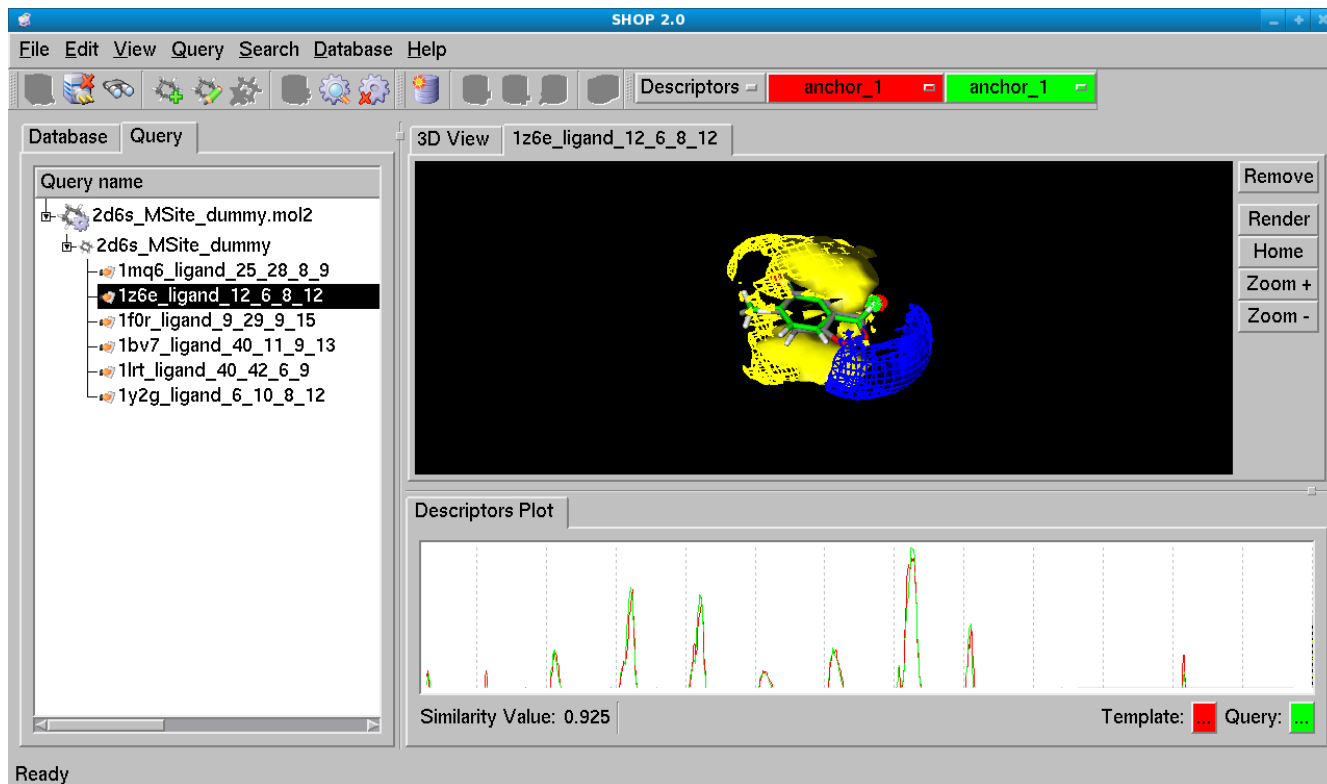 SHOP 2.0
File Edit View Query Search Database Help
Descriptors anchor_1 anchor_1
Database Query
Query name
2d6s_MSite_dummy.mol2
2d6s_MSite_dummy
1mq6_ligand_25_28_8_9
1z6e_ligand_12_6_8_12
1f0r_ligand_9_29_9_15
1bv7_ligand_40_11_9_13
1lrt_ligand_40_42_6_9
1y2g_ligand_6_10_8_12
3D View 1z6e_ligand_12_6_8_12
Remove
Render
Home
Zoom +
Zoom -
Descriptors Plot
Similarity Value: 0.925 Template: ... Query: ...
Ready